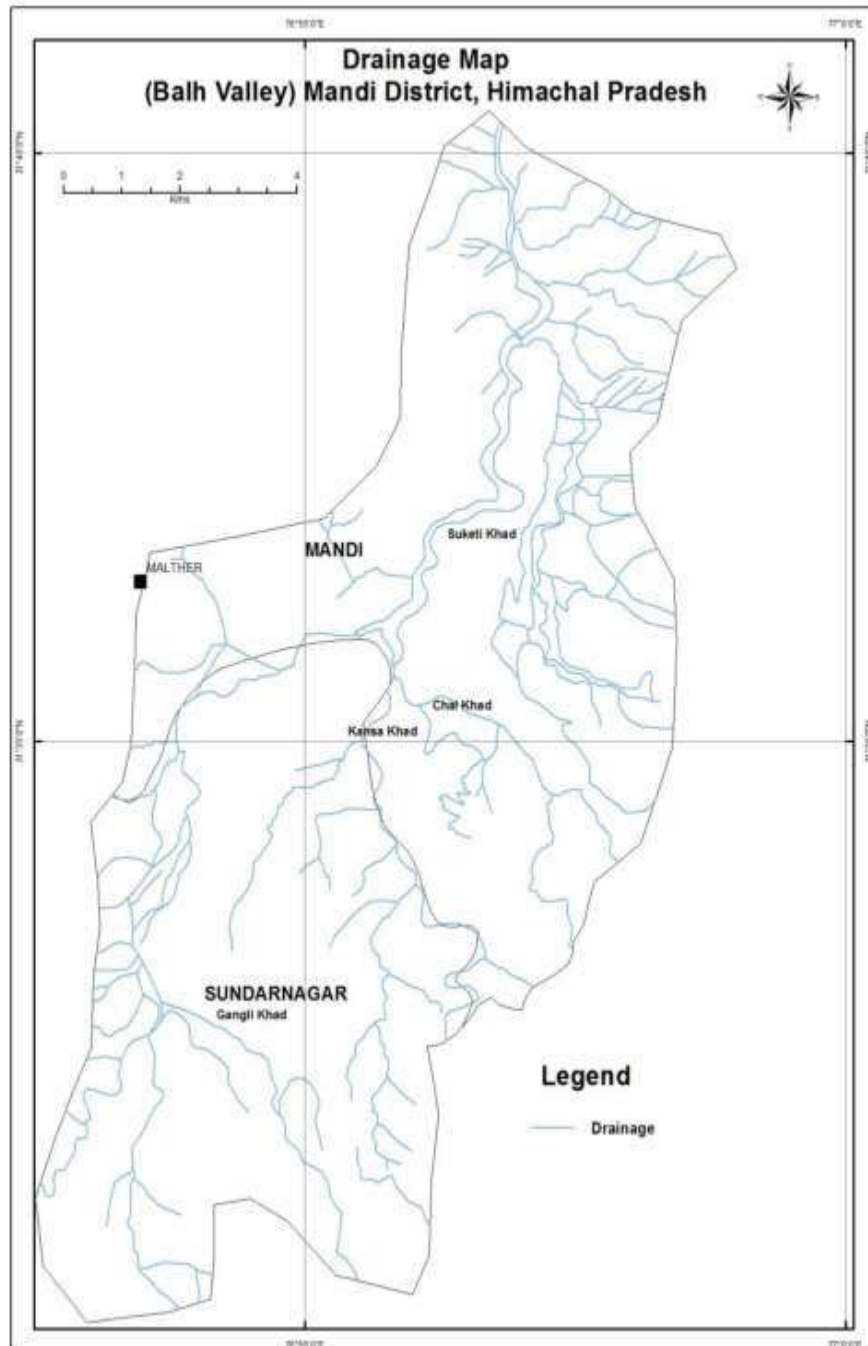 Drainage Map
(Balh Valley) Mandi District, Himachal Pradesh
0 1 2 4
Kms
MALTHER
MANDI
Suketi Khad
Chal Khad
Kansa Khad
SUNDARNAGAR
Gangli Khad
Legend
Drainage